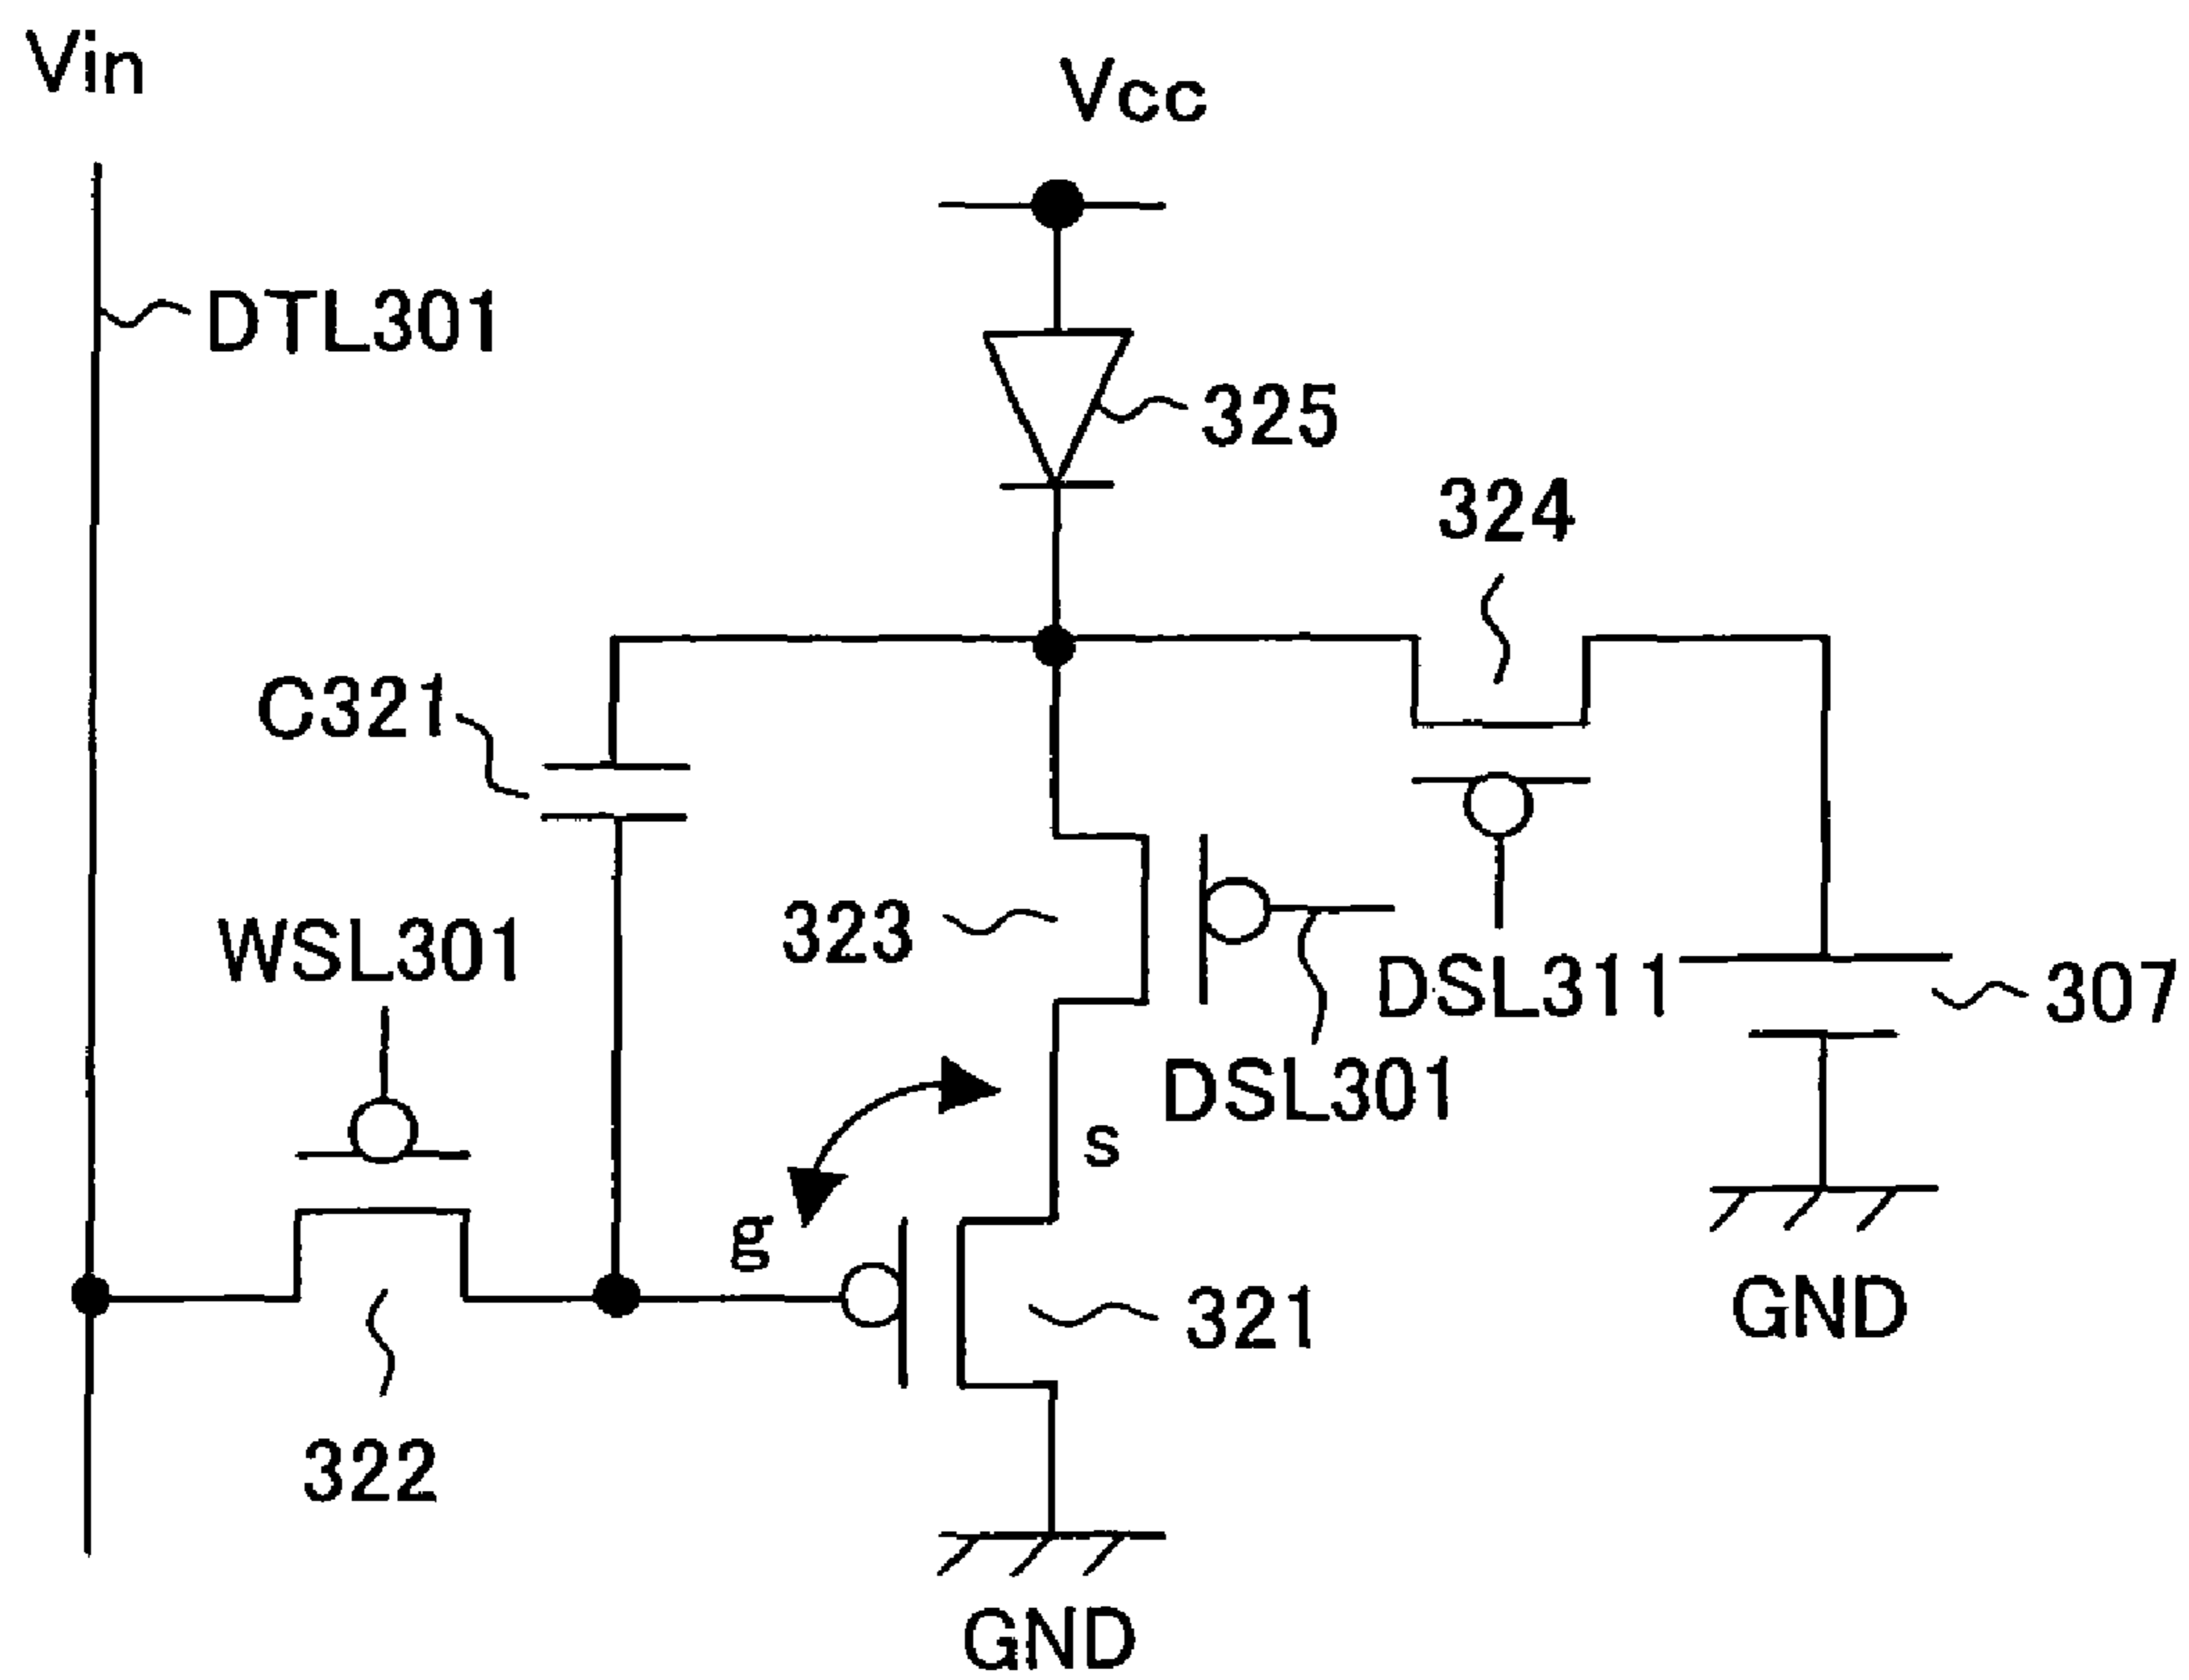 Vin
Vcc
DTL301
325
324
C321
323
WSL301
DSL311
307
DSL301
s
g
321
GND
322
GND